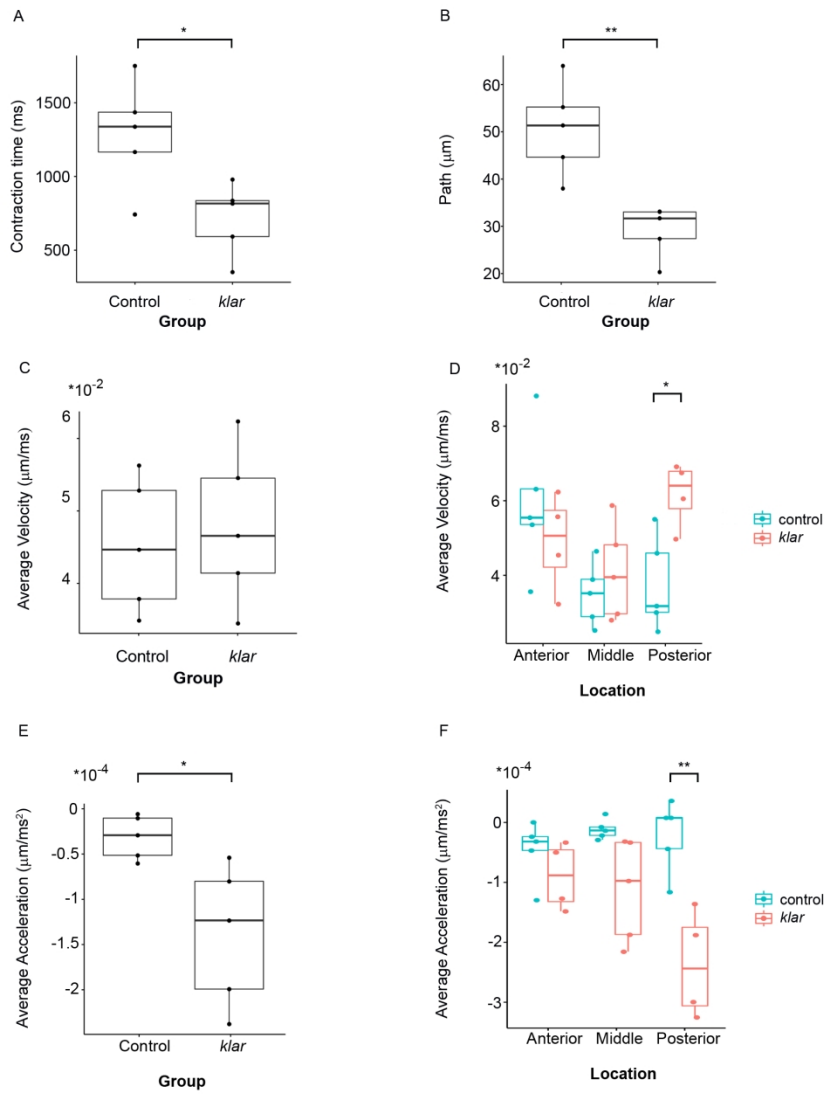 A
*
Contraction time (ms)
1500
1000
500
Control
klar
Group
B
**
Path (μm)
60
50
40
30
20
Control
klar
Group
C
*10-2
Average Velocity (μm/ms)
6
5
4
Control
klar
Group
D
*10-2
*
Average Velocity (μm/ms)
8
6
4
Anterior
Middle
Posterior
Location
control
klar
E
*10-4
*
Average Acceleration (μm/ms2)
0
-0.5
-1
-1.5
-2
Control
klar
Group
F
*10-4
**
Average Acceleration (μm/ms2)
0
-1
-2
-3
Anterior
Middle
Posterior
Location
control
klar